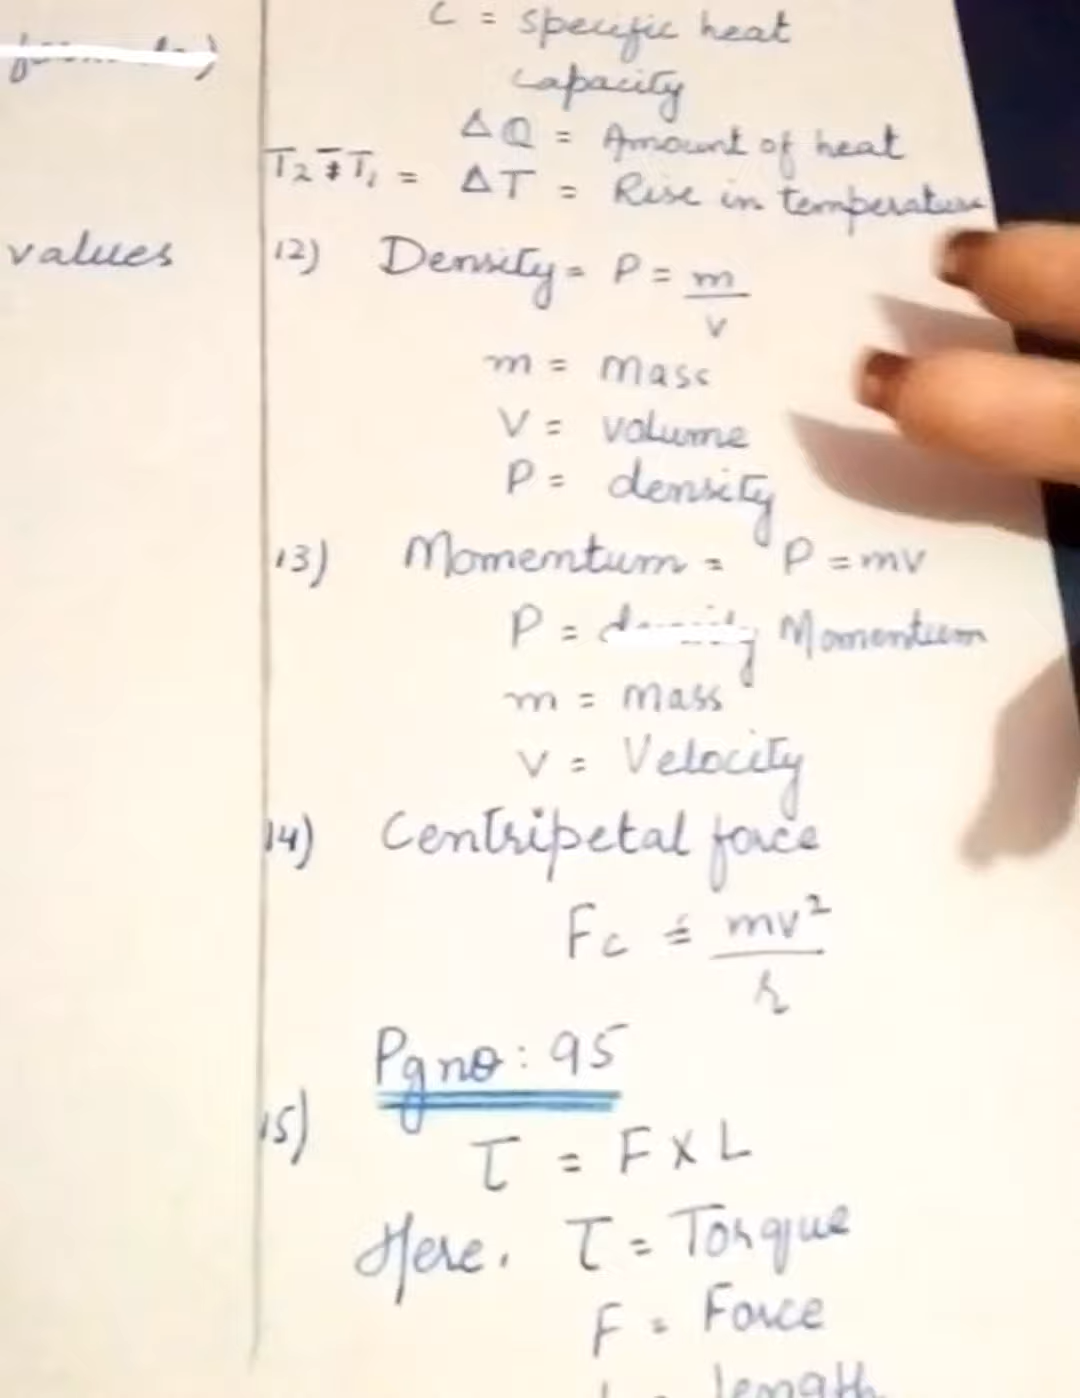 C = specific heat
capacity
ΔQ = Amount of heat
T₂ - T₁ = ΔT = Rise in temperature
values
12) Density = P = m/v
m = Mass
V = volume
P = density
13) Momentum = P = mv
P = Momentum
m = Mass
V = Velocity
14) Centripetal force
Fc = mv²/r
Pg no: 95
15) τ = F x L
Here, τ = Torque
F = Force
length